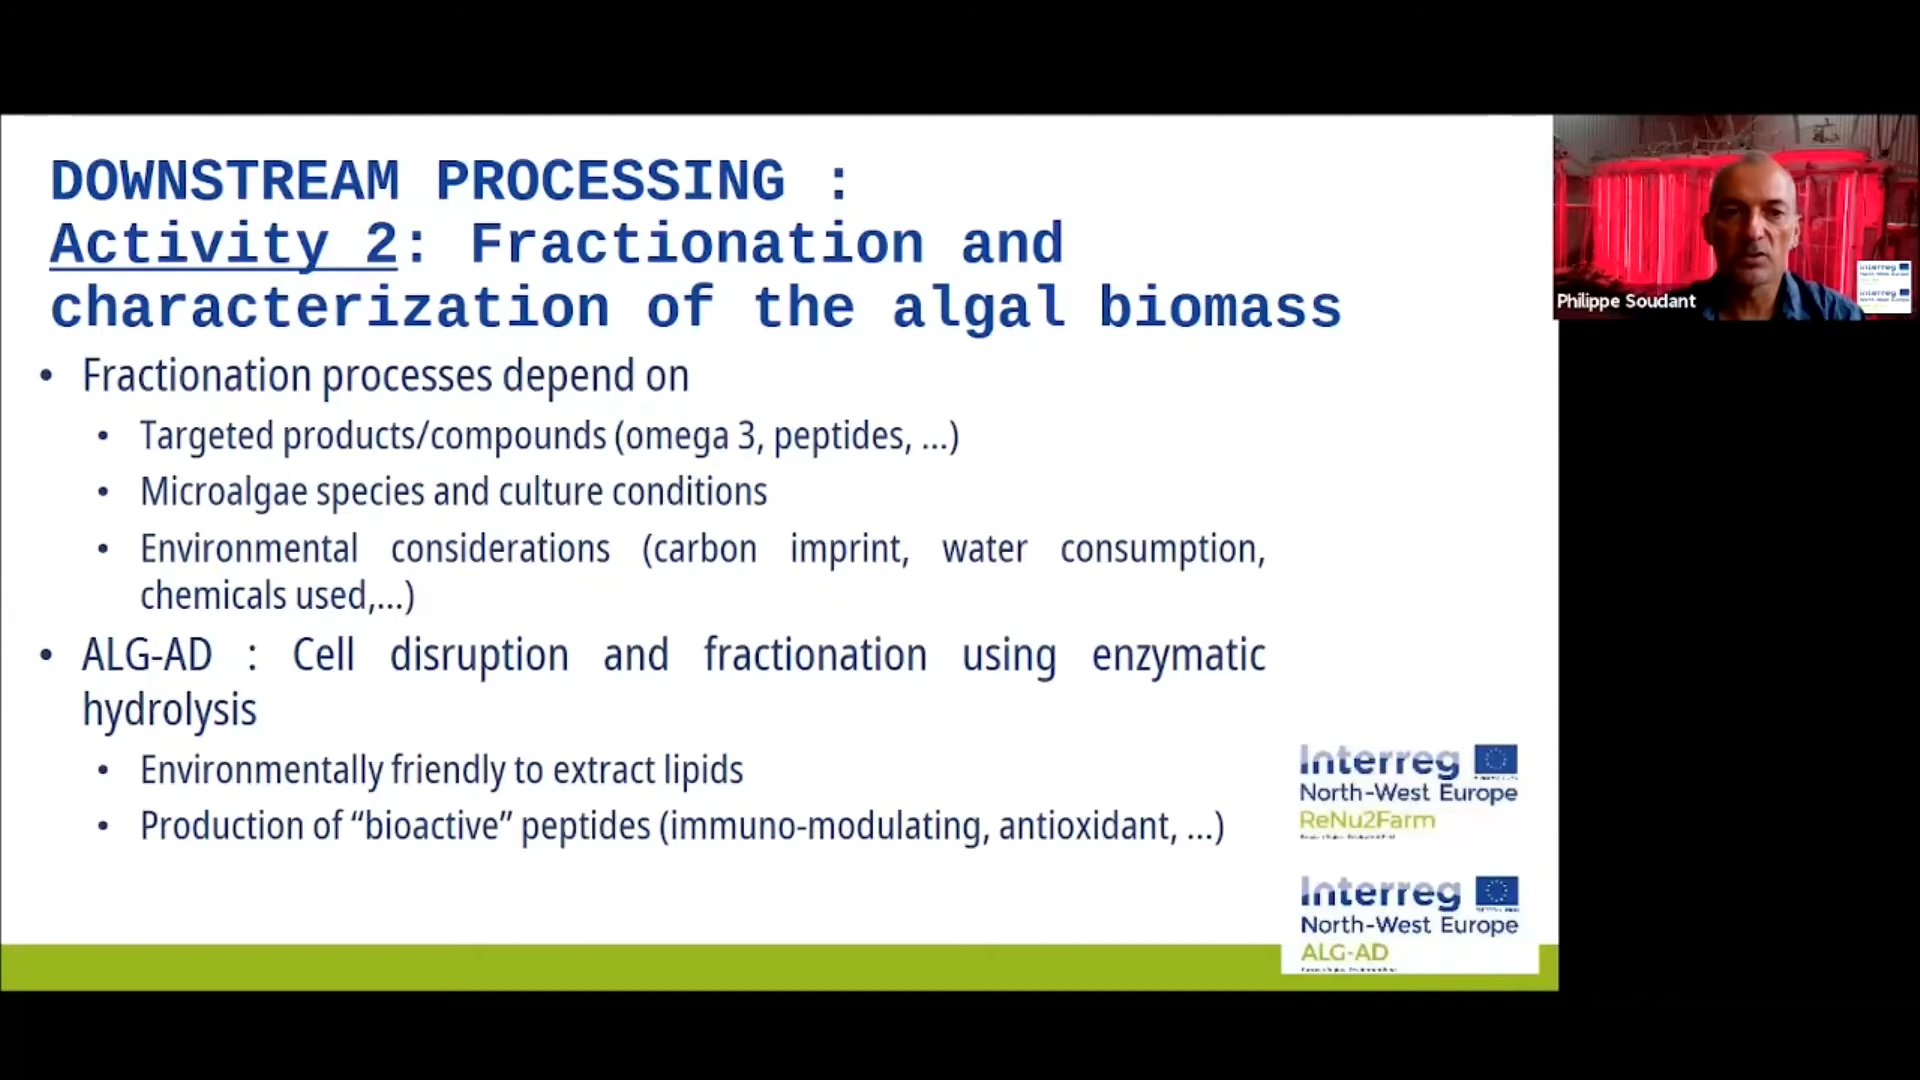 DOWNSTREAM PROCESSING :
Activity 2: Fractionation and
characterization of the algal biomass
• Fractionation processes depend on
• Targeted products/compounds (omega 3, peptides, ...)
• Microalgae species and culture conditions
• Environmental considerations (carbon imprint, water consumption,
chemicals used,...)
• ALG-AD : Cell disruption and fractionation using enzymatic
hydrolysis
• Environmentally friendly to extract lipids
• Production of “bioactive” peptides (immuno-modulating, antioxidant, ...)
Interreg
North-West Europe
ReNu2Farm
Interreg
North-West Europe
ALG-AD
Philippe Soudant
Interreg
Interreg